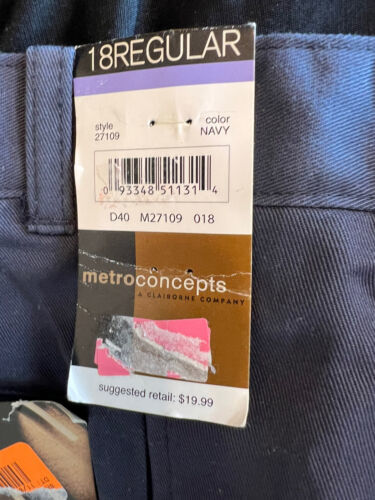 18REGULAR
style
27109
color
NAVY
0 93348 51131 4
D40 M27109 018
metroconcepts
A CLAIBORNE COMPANY
suggested retail: $19.99